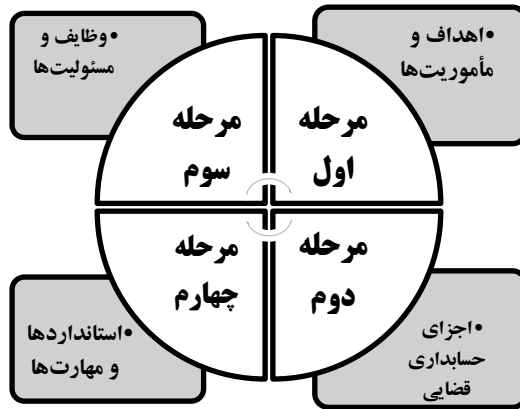 •اهداف و
مأموریت‌ها
•وظایف و
مسئولیت‌ها
مرحله
اول
مرحله
سوم
مرحله
دوم
مرحله
چهارم
•اجزای
حسابداری
قضایی
•استانداردها
و مهارت‌ها